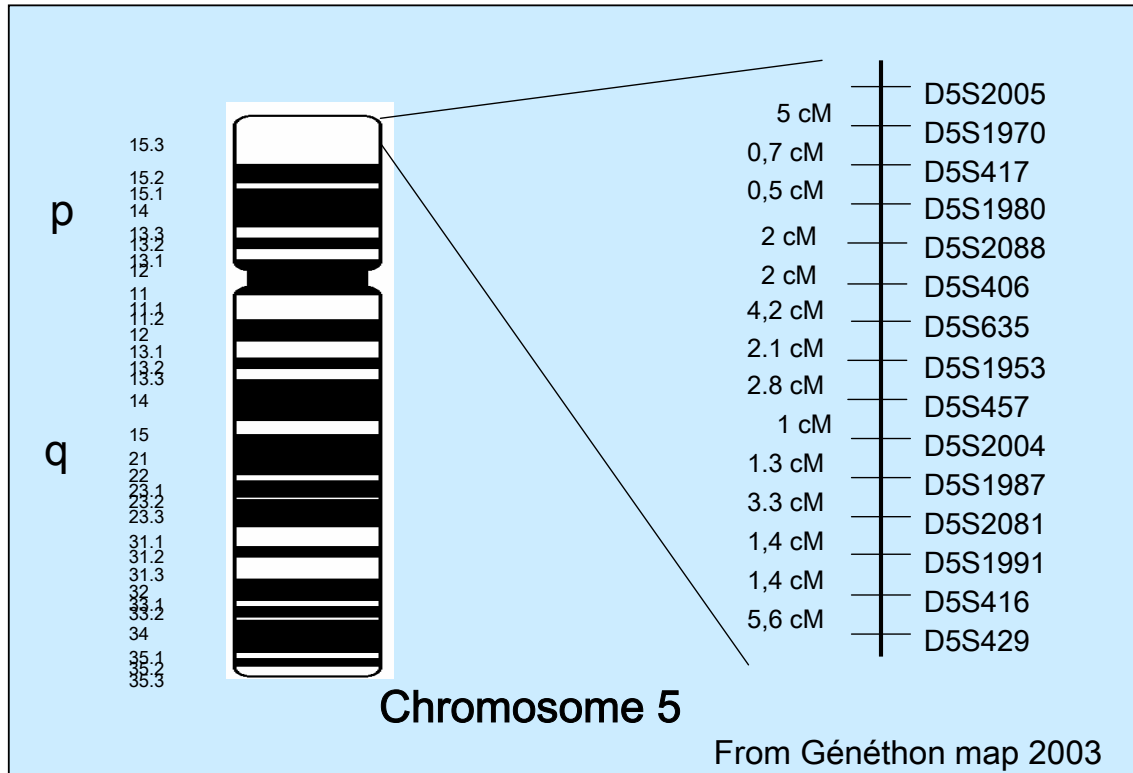 p
q
15.3
15.2
15.1
14
13.3
13.2
13.1
12
11
11.1
11.2
12
13.1
13.2
13.3
14
15
21
22
23.1
23.2
23.3
31.1
31.2
31.3
32
33.1
33.2
34
35.1
35.2
35.3
5 cM
0,7 cM
0,5 cM
2 cM
2 cM
4,2 cM
2.1 cM
2.8 cM
1 cM
1.3 cM
3.3 cM
1,4 cM
1,4 cM
5,6 cM
D5S2005
D5S1970
D5S417
D5S1980
D5S2088
D5S406
D5S635
D5S1953
D5S457
D5S2004
D5S1987
D5S2081
D5S1991
D5S416
D5S429
Chromosome 5
From Généthon map 2003